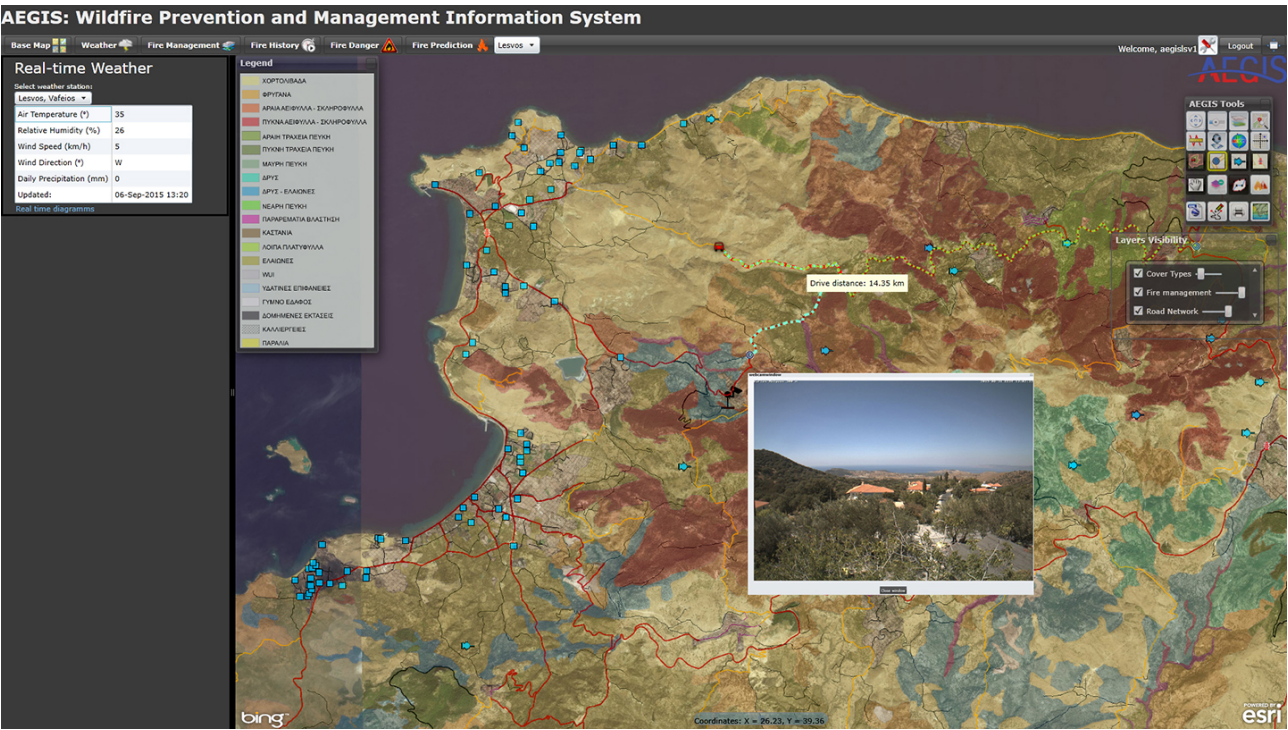 AEGIS: Wildfire Prevention and Management Information System
Base Map Weather Fire Management Fire History Fire Danger Fire Prediction Lesvos
Welcome, aegislsv1 Logout
AEGIS
Real-time Weather
Select weather station:
Lesvos, Vafeios
Air Temperature (°) 35
Relative Humidity (%) 26
Wind Speed (km/h) 5
Wind Direction (°) W
Daily Precipitation (mm) 0
Updated: 06-Sep-2015 13:20
Real time diagramms
Legend
ΧΟΡΤΟΛΙΒΑΔΑ
ΦΡΥΓΑΝΑ
ΑΡΑΙΑ ΑΕΙΦΥΛΛΑ - ΣΚΛΗΡΟΦΥΛΛΑ
ΠΥΚΝΑ ΑΕΙΦΥΛΛΑ - ΣΚΛΗΡΟΦΥΛΛΑ
ΑΡΑΙΗ ΤΡΑΧΕΙΑ ΠΕΥΚΗ
ΠΥΚΝΗ ΤΡΑΧΕΙΑ ΠΕΥΚΗ
ΜΑΥΡΗ ΠΕΥΚΗ
ΔΡΥΣ
ΔΡΥΣ - ΕΛΑΙΩΝΕΣ
ΝΕΑΡΗ ΠΕΥΚΗ
ΠΑΡΑΡΕΜΑΤΙΑ ΒΛΑΣΤΗΣΗ
ΚΑΣΤΑΝΙΑ
ΛΟΙΠΑ ΠΛΑΤΥΦΥΛΛΑ
ΕΛΑΙΩΝΕΣ
WUI
ΥΔΑΤΙΝΕΣ ΕΠΙΦΑΝΕΙΕΣ
ΓΥΜΝΟ ΕΔΑΦΟΣ
ΔΟΜΗΜΕΝΕΣ ΕΚΤΑΣΕΙΣ
ΚΑΛΛΙΕΡΓΕΙΕΣ
ΠΑΡΑΛΙΑ
AEGIS Tools
Layers Visibility
Cover Types
Fire management
Road Network
Drive distance: 14.35 km
Close window
bing
Coordinates: X = 26.23, Y = 39.36
POWERED BY
esri